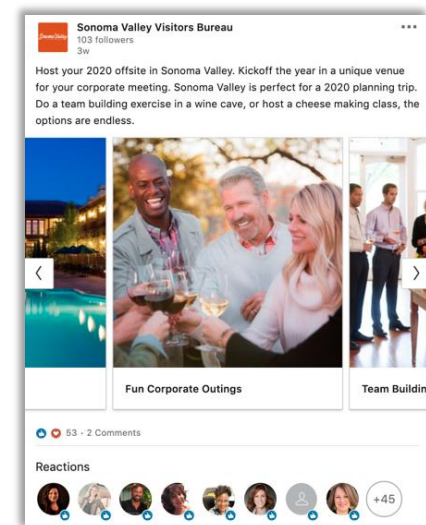 Sonoma Valley
Sonoma Valley Visitors Bureau
103 followers
3w
Host your 2020 offsite in Sonoma Valley. Kickoff the year in a unique venue
for your corporate meeting. Sonoma Valley is perfect for a 2020 planning trip.
Do a team building exercise in a wine cave, or host a cheese making class, the
options are endless.
Fun Corporate Outings
Team Buildin
53 · 2 Comments
Reactions
+45